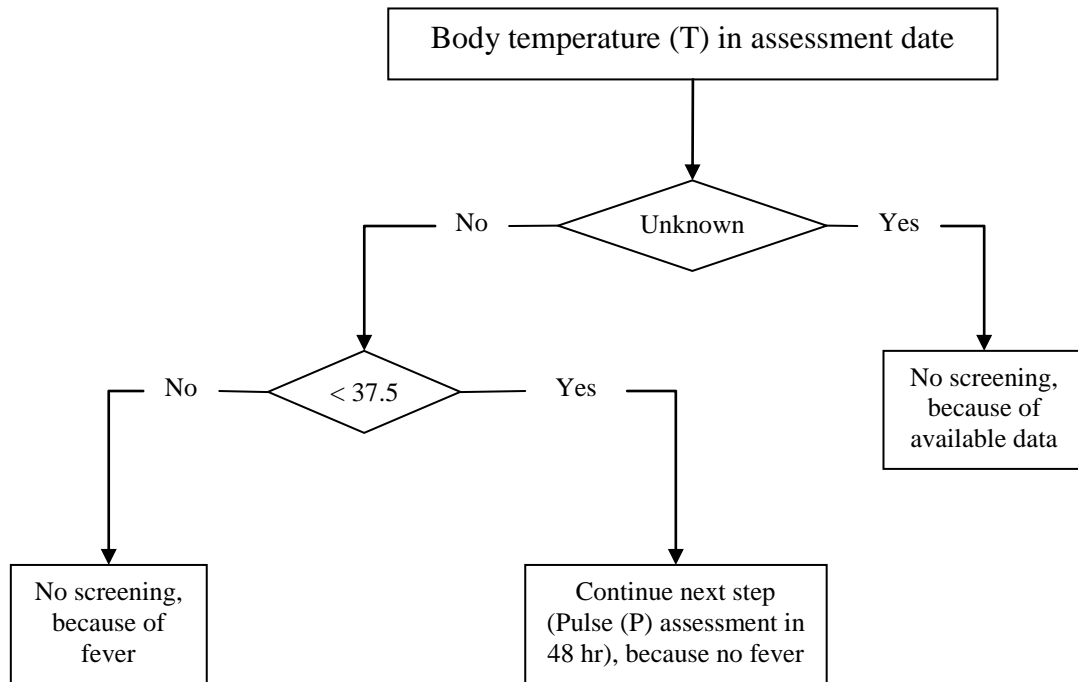 Body temperature (T) in assessment date
No
Unknown
Yes
No
< 37.5
Yes
No screening,
because of
available data
No screening,
because of
fever
Continue next step
(Pulse (P) assessment in
48 hr), because no fever